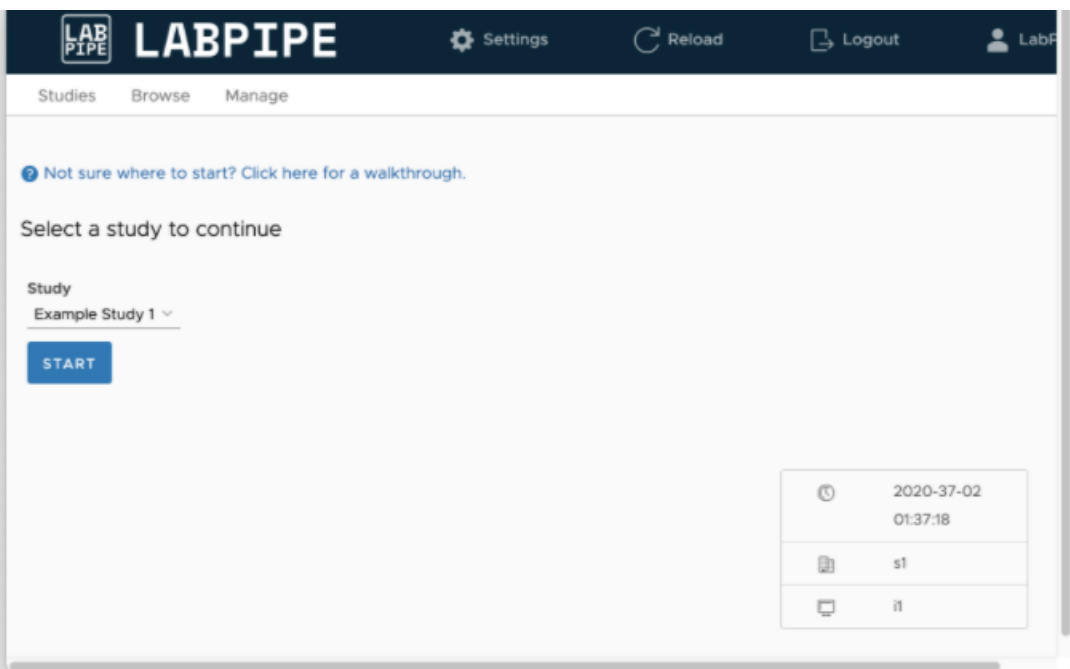 LAB
PIPE
LABPIPE
Settings
Reload
Logout
LabP
Studies
Browse
Manage
Not sure where to start? Click here for a walkthrough.
Select a study to continue
Study
Example Study 1
START
2020-37-02
01:37:18
s1
i1